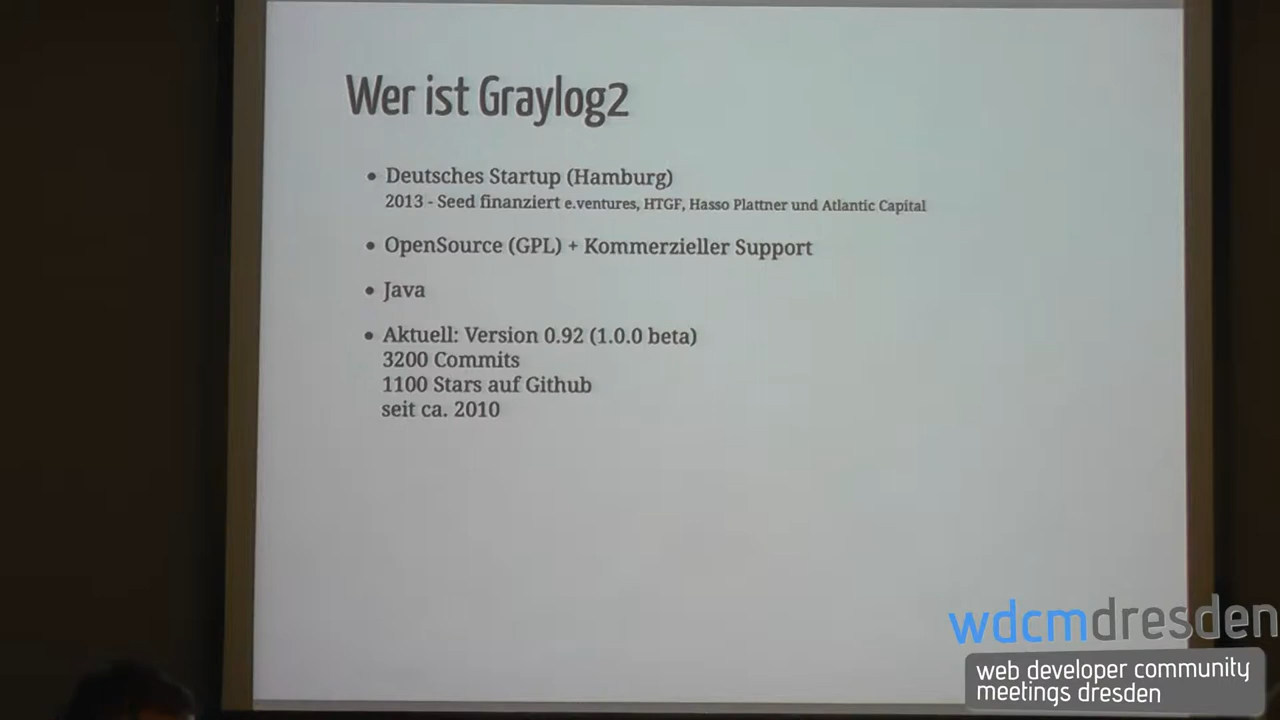 Wer ist Graylog2
• Deutsches Startup (Hamburg)
2013 - Seed finanziert e.ventures, HTGF, Hasso Plattner und Atlantic Capital
• OpenSource (GPL) + Kommerzieller Support
• Java
• Aktuell: Version 0.92 (1.0.0 beta)
3200 Commits
1100 Stars auf Github
seit ca. 2010
wdcmdresden
web developer community
meetings dresden